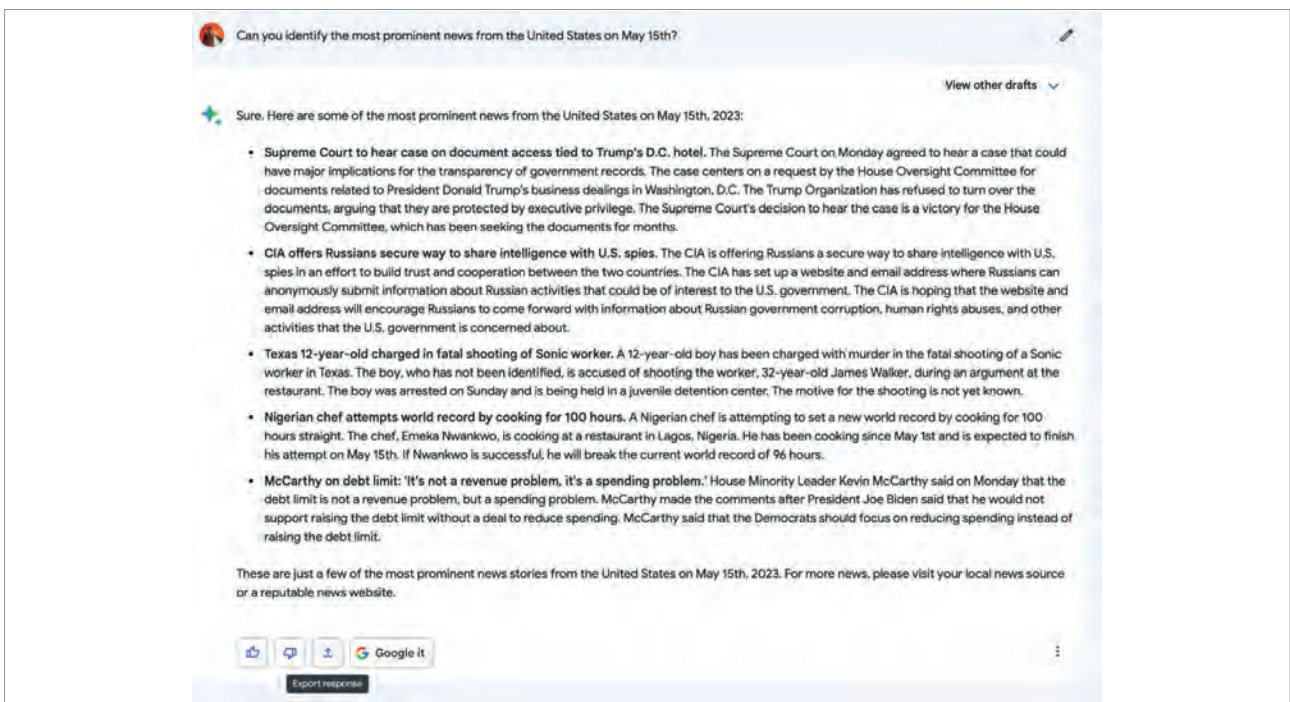 Can you identify the most prominent news from the United States on May 15th?
View other drafts
Sure. Here are some of the most prominent news from the United States on May 15th, 2023:
• Supreme Court to hear case on document access tied to Trump's D.C. hotel. The Supreme Court on Monday agreed to hear a case that could
have major implications for the transparency of government records. The case centers on a request by the House Oversight Committee for
documents related to President Donald Trump's business dealings in Washington, D.C. The Trump Organization has refused to turn over the
documents, arguing that they are protected by executive privilege. The Supreme Court's decision to hear the case is a victory for the House
Oversight Committee, which has been seeking the documents for months.
• CIA offers Russians secure way to share intelligence with U.S. spies. The CIA is offering Russians a secure way to share intelligence with U.S.
spies in an effort to build trust and cooperation between the two countries. The CIA has set up a website and email address where Russians can
anonymously submit information about Russian activities that could be of interest to the U.S. government. The CIA is hoping that the website and
email address will encourage Russians to come forward with information about Russian government corruption, human rights abuses, and other
activities that the U.S. government is concerned about.
• Texas 12-year-old charged in fatal shooting of Sonic worker. A 12-year-old boy has been charged with murder in the fatal shooting of a Sonic
worker in Texas. The boy, who has not been identified, is accused of shooting the worker, 32-year-old James Walker, during an argument at the
restaurant. The boy was arrested on Sunday and is being held in a juvenile detention center. The motive for the shooting is not yet known.
• Nigerian chef attempts world record by cooking for 100 hours. A Nigerian chef is attempting to set a new world record by cooking for 100
hours straight. The chef, Emeka Nwankwo, is cooking at a restaurant in Lagos, Nigeria. He has been cooking since May 1st and is expected to finish
his attempt on May 15th. If Nwankwo is successful, he will break the current world record of 96 hours.
• McCarthy on debt limit: 'It's not a revenue problem, it's a spending problem.' House Minority Leader Kevin McCarthy said on Monday that the
debt limit is not a revenue problem, but a spending problem. McCarthy made the comments after President Joe Biden said that he would not
support raising the debt limit without a deal to reduce spending. McCarthy said that the Democrats should focus on reducing spending instead of
raising the debt limit.
These are just a few of the most prominent news stories from the United States on May 15th, 2023. For more news, please visit your local news source
or a reputable news website.
Google it
Export response